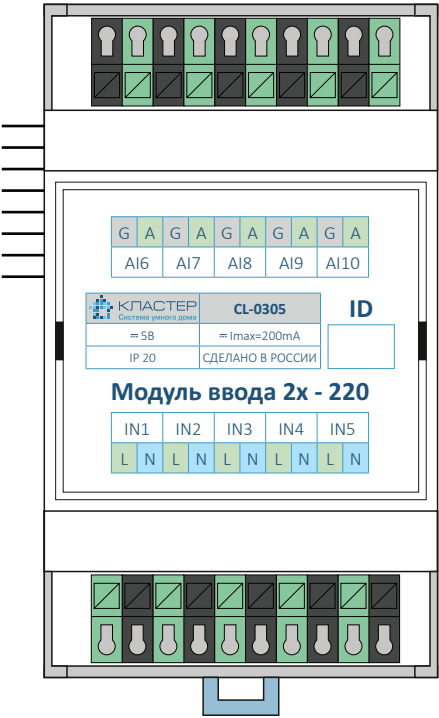 G A G A G A G A G A
AI6 AI7 AI8 AI9 AI10
КЛАСТЕР
Система умного дома
CL-0305
ID
⎓ 5В
⎓ Imax=200mA
IP 20
СДЕЛАНО В РОССИИ
Модуль ввода 2х - 220
IN1 IN2 IN3 IN4 IN5
L N L N L N L N L N